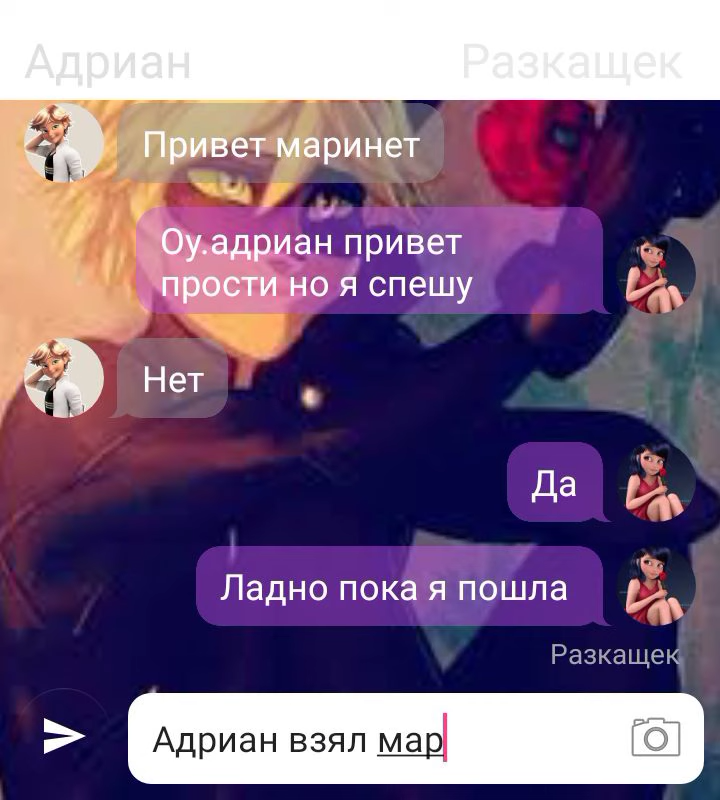 Адриан
Разкащек
Привет маринет
Оу.адриан привет
прости но я спешу
Нет
Да
Ладно пока я пошла
Разкащек
Адриан взял мар